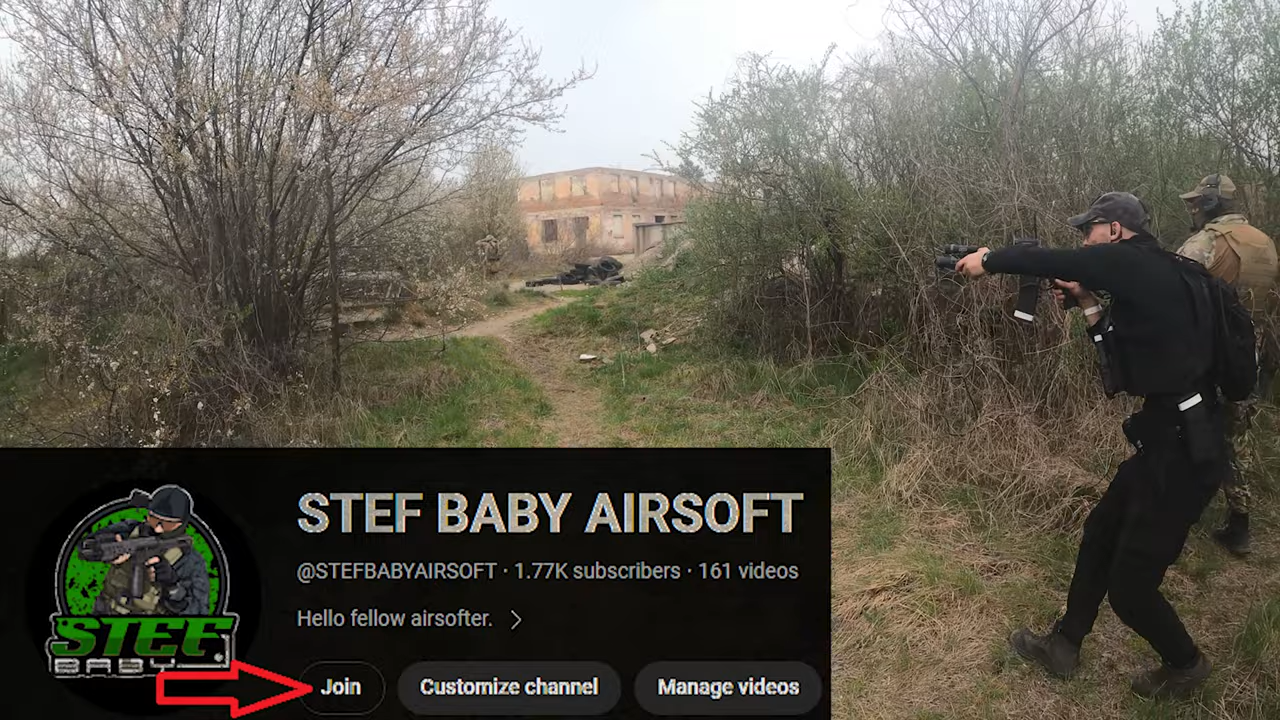 STEF BABY AIRSOFT
@STEFBABYAIRSOFT · 1.77K subscribers · 161 videos
Hello fellow airsofter.
STEF
BABY
Join
Customize channel
Manage videos